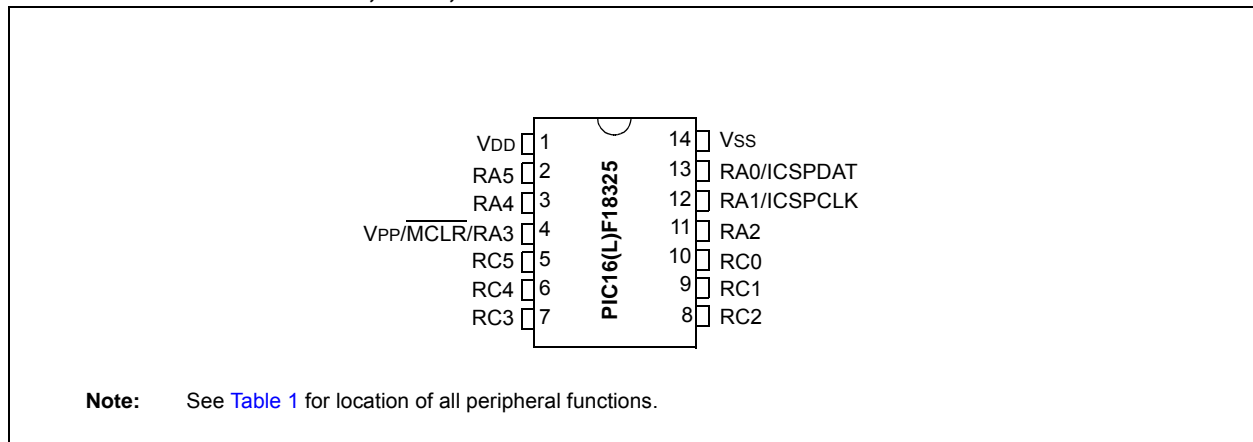 VDD 1 14 VSS
RA5 2 13 RA0/ICSPDAT
RA4 3 12 RA1/ICSPCLK
VPP/MCLR/RA3 4 11 RA2
RC5 5 10 RC0
RC4 6 9 RC1
RC3 7 8 RC2
PIC16(L)F18325
Note: See Table 1 for location of all peripheral functions.